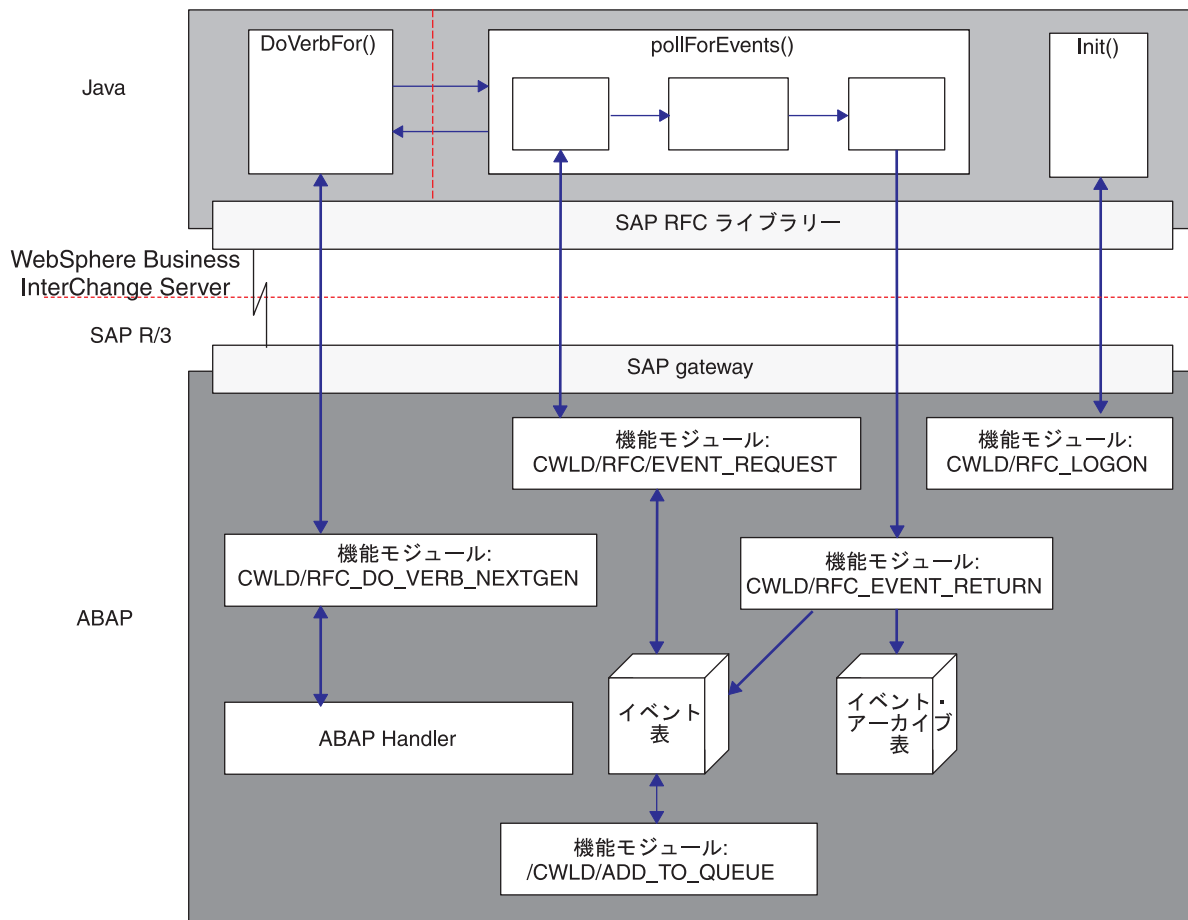 DoVerbFor()
pollForEvents()
Init()
Java
SAP RFC ライブラリー
WebSphere Business
InterChange Server
SAP R/3
SAP gateway
機能モジュール:
CWLD/RFC/EVENT_REQUEST
機能モジュール:
CWLD/RFC_LOGON
機能モジュール:
CWLD/RFC_DO_VERB_NEXTGEN
機能モジュール:
CWLD/RFC_EVENT_RETURN
ABAP
イベント
表
イベント・
アーカイブ
表
ABAP Handler
機能モジュール:
/CWLD/ADD_TO_QUEUE